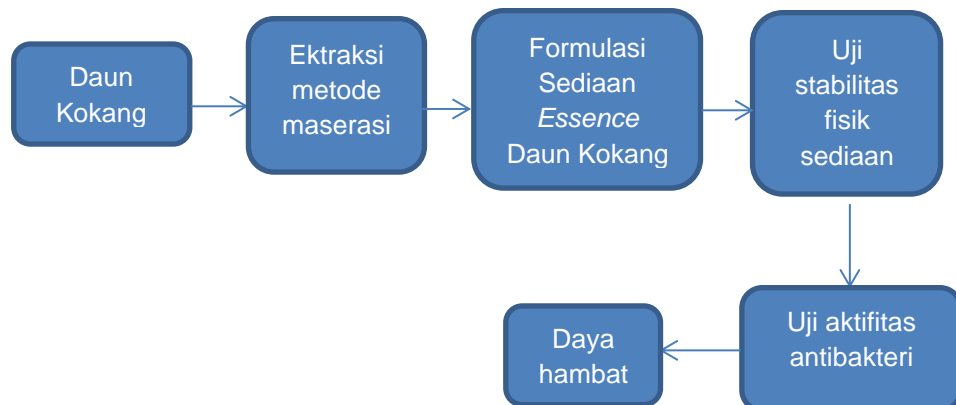 Daun
Kokang
Ektraksi
metode
maserasi
Formulasi
Sediaan
Essence
Daun Kokang
Uji
stabilitas
fisik
sediaan
Uji aktifitas
antibakteri
Daya
hambat